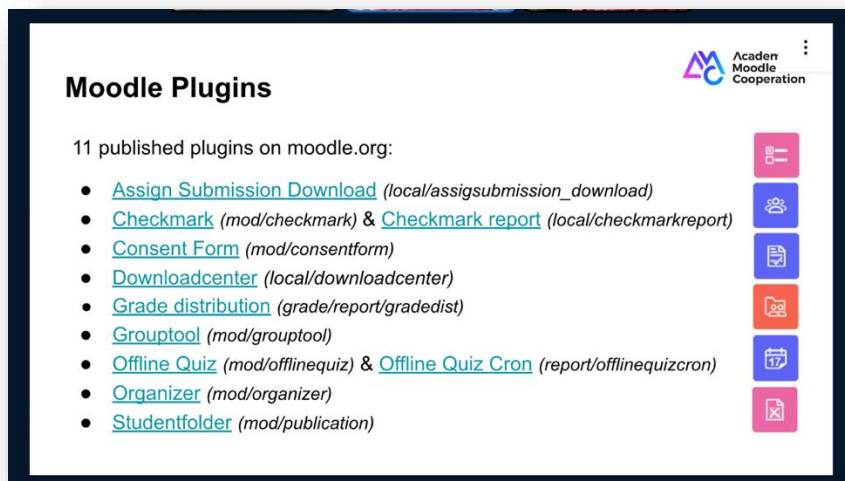 Moodle Plugins
Academ
Moodle
Cooperation
11 published plugins on moodle.org:
● Assign Submission Download (local/assigsubmission_download)
● Checkmark (mod/checkmark) & Checkmark report (local/checkmarkreport)
● Consent Form (mod/consentform)
● Downloadcenter (local/downloadcenter)
● Grade distribution (grade/report/gradedist)
● Grouptool (mod/grouptool)
● Offline Quiz (mod/offlinequiz) & Offline Quiz Cron (report/offlinequizcron)
● Organizer (mod/organizer)
● Studentfolder (mod/publication)
17